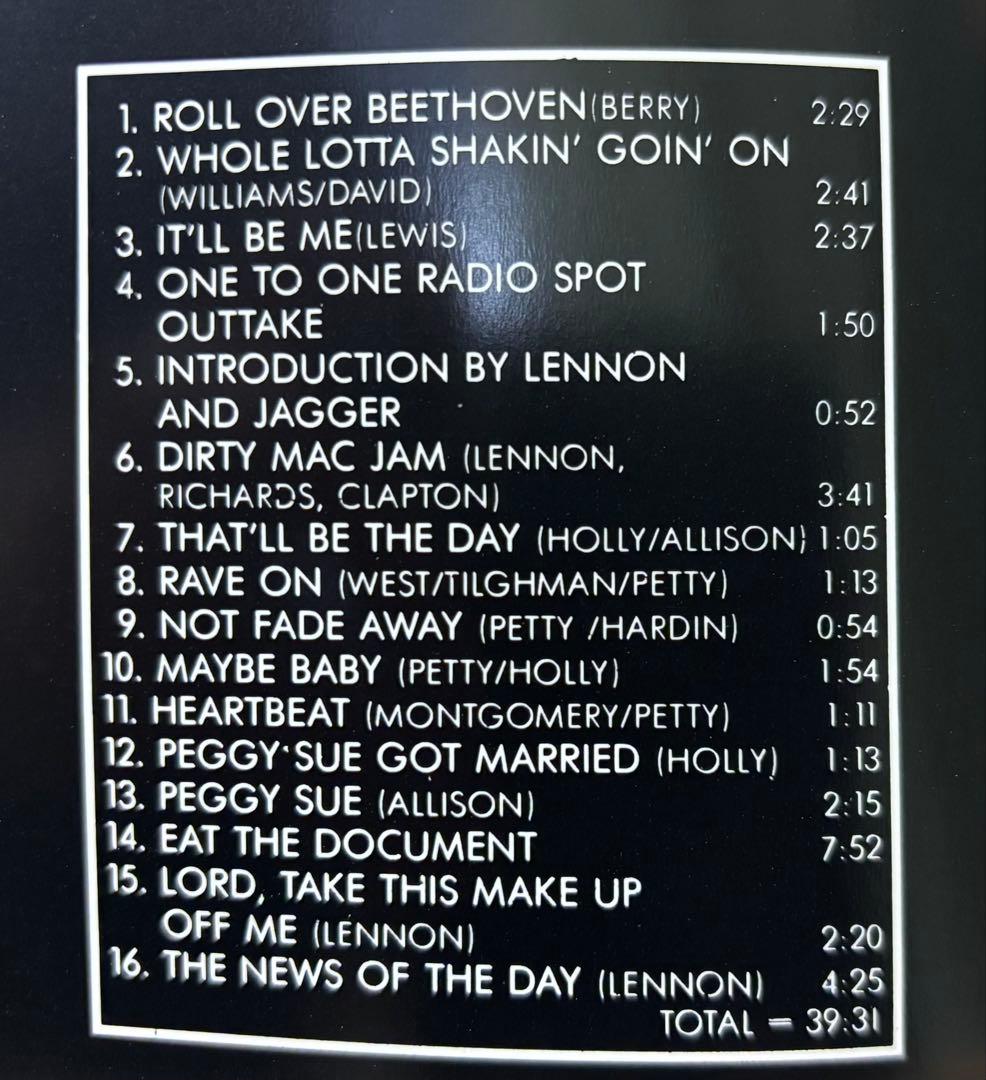 1. ROLL OVER BEETHOVEN(BERRY) 2:29
2. WHOLE LOTTA SHAKIN' GOIN' ON
(WILLIAMS/DAVID) 2:41
3. IT'LL BE ME(LEWIS) 2:37
4. ONE TO ONE RADIO SPOT
OUTTAKE 1:50
5. INTRODUCTION BY LENNON
AND JAGGER 0:52
6. DIRTY MAC JAM (LENNON,
RICHARDS, CLAPTON) 3:41
7. THAT'LL BE THE DAY (HOLLY/ALLISON) 1:05
8. RAVE ON (WEST/TILGHMAN/PETTY) 1:13
9. NOT FADE AWAY (PETTY /HARDIN) 0:54
10. MAYBE BABY (PETTY/HOLLY) 1:54
11. HEARTBEAT (MONTGOMERY/PETTY) 1:11
12. PEGGY SUE GOT MARRIED (HOLLY) 1:13
13. PEGGY SUE (ALLISON) 2:15
14. EAT THE DOCUMENT 7:52
15. LORD, TAKE THIS MAKE UP
OFF ME (LENNON) 2:20
16. THE NEWS OF THE DAY (LENNON) 4:25
TOTAL = 39:31